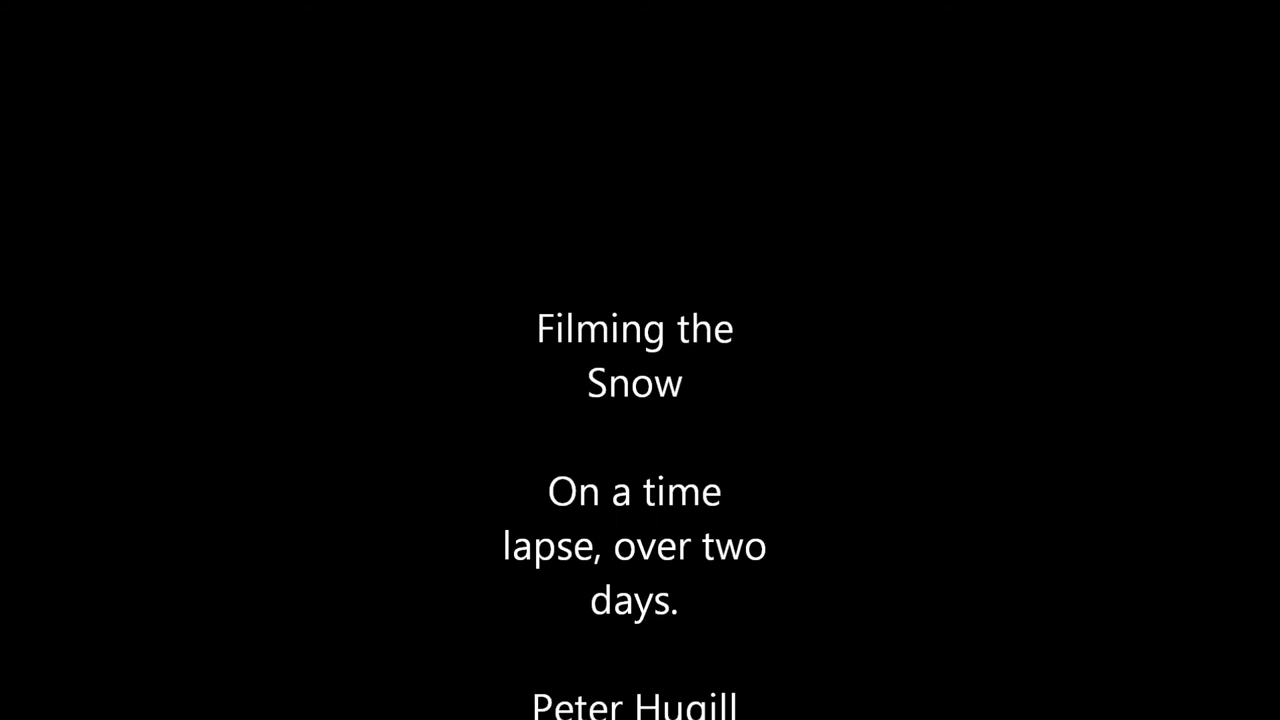 Filming the
Snow
On a time
lapse, over two
days.
Peter Hugill